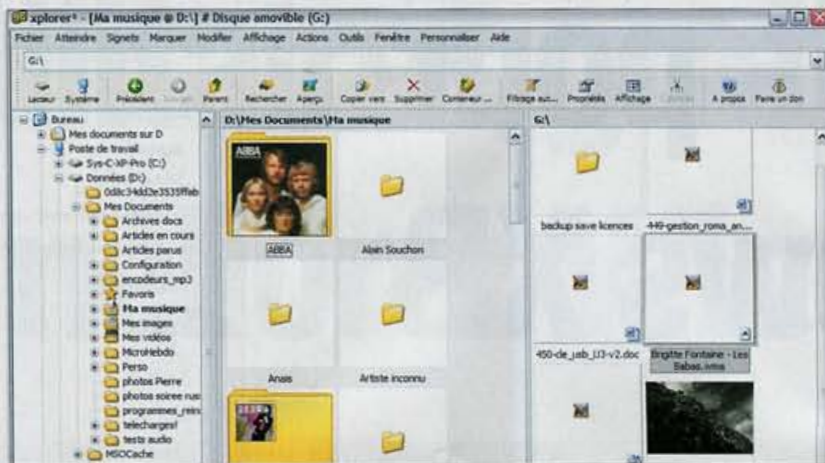 xplorer² - [Ma musique @ D:\] # Disque amovible (G:)
Fichier Atteindre Signets Marquer Modifier Affichage Actions Outils Fenêtre Personnaliser Aide
G:\
Lecteur Système Précédent Suivant Parent Rechercher Aperçu Copier vers Supprimer Conteneur ... Filtrage aut... Propriétés Affichage A propos Faire un don
Bureau
Mes documents sur D
Poste de travail
Sys-C-XP-Pro (C:)
Données (D:)
Mes Documents
Archives docs
Articles en cours
Articles parus
Configuration
encodeurs_mp3
Favoris
Ma musique
Mes images
Mes vidéos
MicroHebdo
Perso
photos Pierre
photos soiree rus
programmes_rein
telecharges!
tests audio
MSOCache
D:\Mes Documents\Ma musique
ABBA
ABBA
Alain Souchon
Anais
Artiste inconnu
G:\
backup save licences
449-gestion_roma_an...
450-de_usb_U3-v2.doc
Brigitte Fontaine - Les
Babas.wma